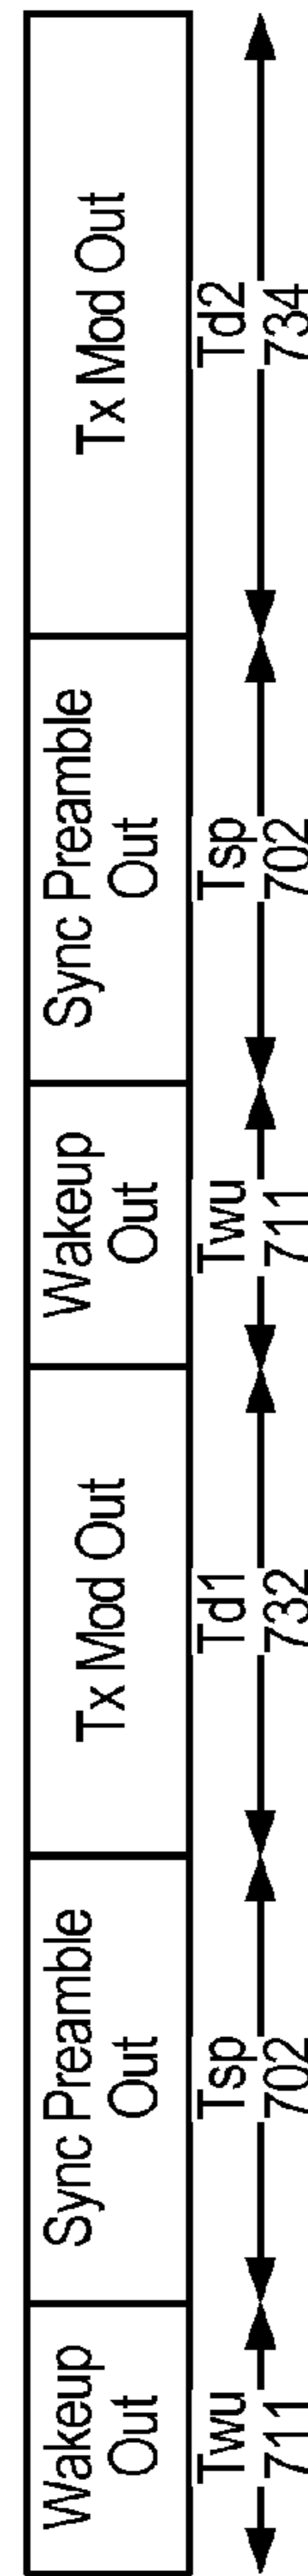 Wakeup
Out
Sync Preamble
Out
Tx Mod Out
Wakeup
Out
Sync Preamble
Out
Tx Mod Out
Twu
711
Tsp
702
Td1
732
Twu
711
Tsp
702
Td2
734